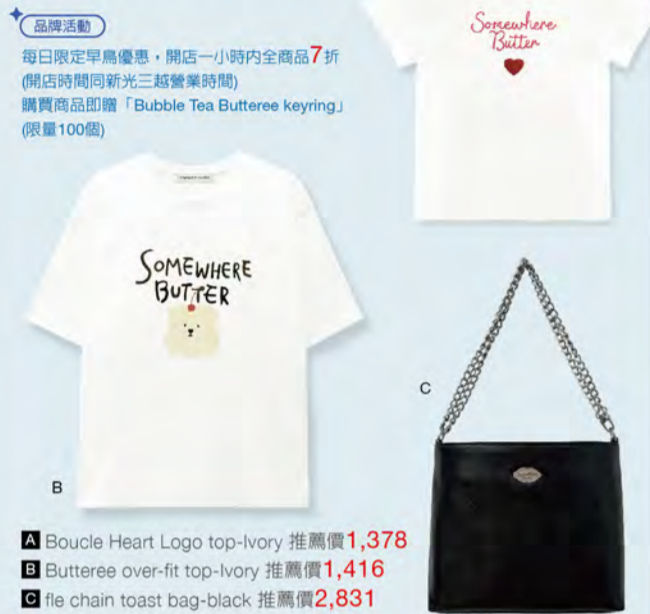 品牌活動
每日限定早鳥優惠，開店一小時內全商品7折
(開店時間同新光三越營業時間)
購買商品即贈「Bubble Tea Butteree keyring」
(限量100個)
Somewhere
Butter
SOMEWHERE
BUTTER
C
B
A Boucle Heart Logo top-Ivory 推薦價1,378
B Butteree over-fit top-Ivory 推薦價1,416
C fle chain toast bag-black 推薦價2,831